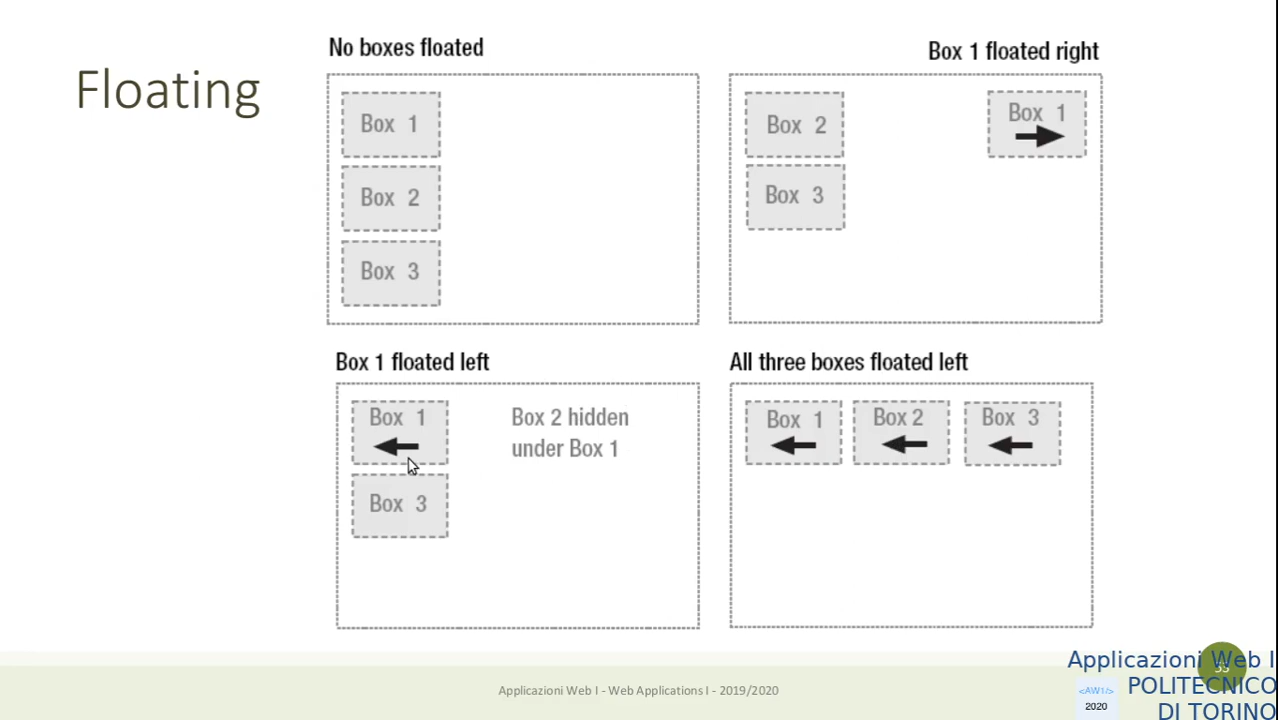 Floating
No boxes floated
Box 1
Box 2
Box 3
Box 1 floated right
Box 2
Box 1
Box 3
Box 1 floated left
Box 1
Box 2 hidden
under Box 1
Box 3
All three boxes floated left
Box 1
Box 2
Box 3
Applicazioni Web I - Web Applications I - 2019/2020
53
Applicazioni Web I
POLITECNICO
DI TORINO
<AW1/>
2020